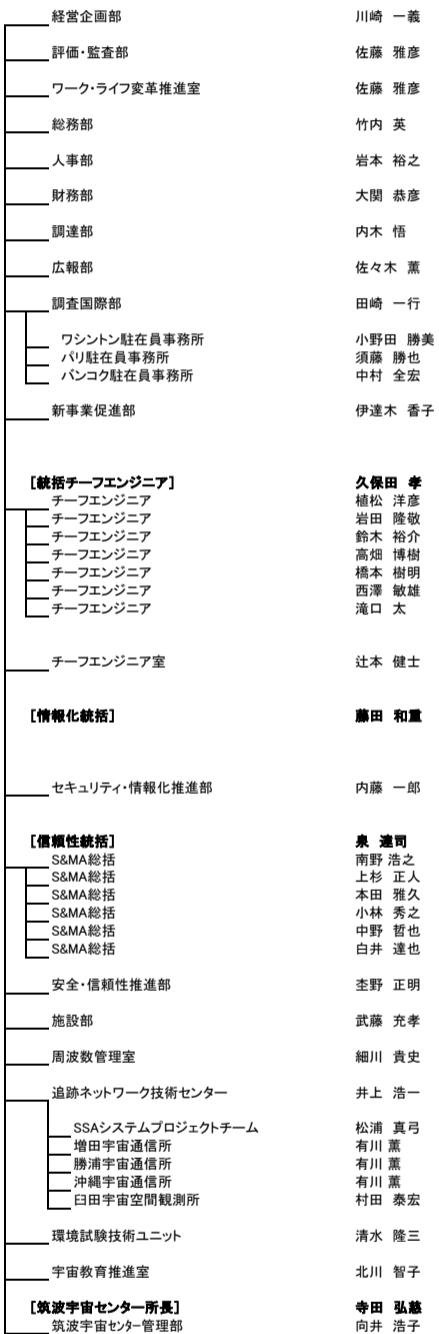 経営企画部 川崎 一義
評価・監査部 佐藤 雅彦
ワーク・ライフ変革推進室 佐藤 雅彦
総務部 竹内 英
人事部 岩本 裕之
財務部 大関 恭彦
調達部 内木 悟
広報部 佐々木 薫
調査国際部 田崎 一行
ワシントン駐在員事務所 小野田 勝美
パリ駐在員事務所 須藤 勝也
バンコク駐在員事務所 中村 全宏
新事業促進部 伊達木 香子
[統括チーフエンジニア] 久保田 孝
チーフエンジニア 植松 洋彦
チーフエンジニア 岩田 隆敬
チーフエンジニア 鈴木 裕介
チーフエンジニア 高畑 博樹
チーフエンジニア 橋本 樹明
チーフエンジニア 西澤 敏雄
チーフエンジニア 滝口 太
チーフエンジニア室 辻本 健士
[情報化統括] 藤田 和重
セキュリティ・情報化推進部 内藤 一郎
[信頼性統括] 泉 達司
S&MA総括 南野 浩之
S&MA総括 上杉 正人
S&MA総括 本田 雅久
S&MA総括 小林 秀之
S&MA総括 中野 哲也
S&MA総括 白井 達也
安全・信頼性推進部 杢野 正明
施設部 武藤 充孝
周波数管理室 細川 貴史
追跡ネットワーク技術センター 井上 浩一
SSAシステムプロジェクトチーム 松浦 真弓
増田宇宙通信所 有川 薫
勝浦宇宙通信所 有川 薫
沖縄宇宙通信所 有川 薫
臼田宇宙空間観測所 村田 泰宏
環境試験技術ユニット 清水 隆三
宇宙教育推進室 北川 智子
[筑波宇宙センター所長] 寺田 弘慈
筑波宇宙センター管理部 向井 浩子